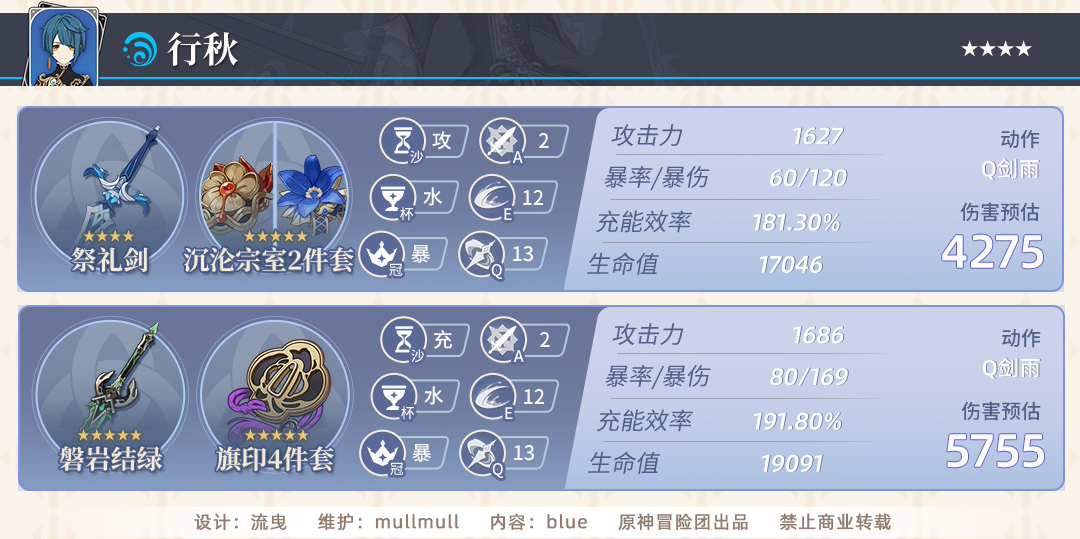 行秋
★★★★
祭礼剑
沉沦宗室2件套
沙 攻
A 2
杯 水
E 12
冠 暴
Q 13
攻击力 1627
暴率/暴伤 60/120
充能效率 181.30%
生命值 17046
动作
Q剑雨
伤害预估
4275
磐岩结绿
旗印4件套
沙 充
A 2
杯 水
E 12
冠 暴
Q 13
攻击力 1686
暴率/暴伤 80/169
充能效率 191.80%
生命值 19091
动作
Q剑雨
伤害预估
5755
设计：流曳 维护：mullmull 内容：blue 原神冒险团出品 禁止商业转载